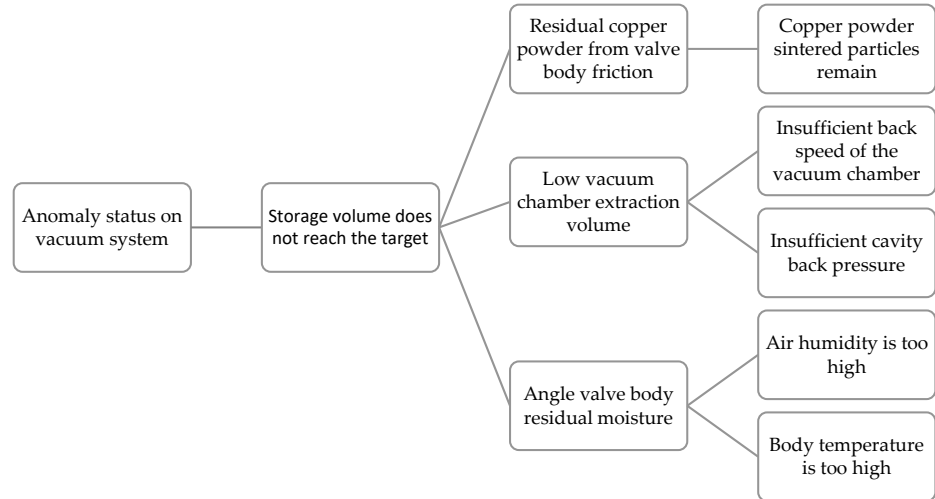 Anomaly status on
vacuum system
Storage volume does
not reach the target
Residual copper
powder from valve
body friction
Copper powder
sintered particles
remain
Low vacuum
chamber extraction
volume
Insufficient back
speed of the
vacuum chamber
Insufficient cavity
back pressure
Angle valve body
residual moisture
Air humidity is too
high
Body temperature
is too high